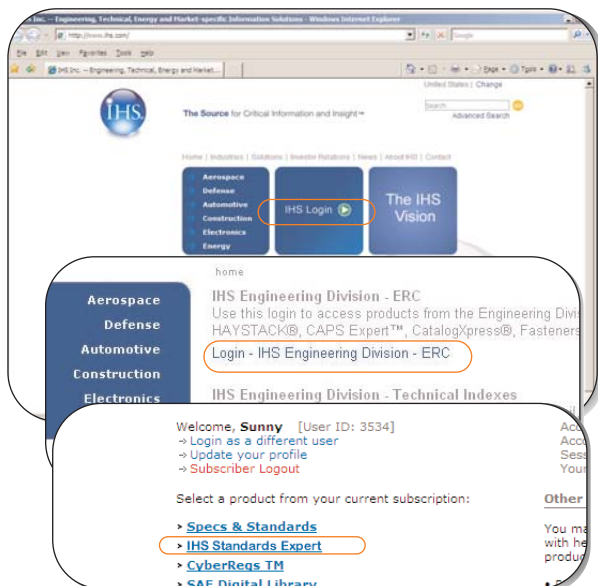 Inc. -- Engineering, Technical, Energy and Market-specific Information Solutions - Windows Internet Explorer
http://www.ihs.com/
Google
File Edit View Favorites Tools Help
IHS Inc. -- Engineering, Technical, Energy and Market...
Page Tools
United States | Change
IHS
The Source for Critical Information and Insight™
Search
Advanced Search
Home | Industries | Solutions | Investor Relations | News | About IHS | Contact
Aerospace
Defense
Automotive
Construction
Electronics
Energy
IHS Login
The IHS
Vision
home
Aerospace
Defense
Automotive
Construction
Electronics
IHS Engineering Division - ERC
Use this login to access products from the Engineering Divi
HAYSTACK®, CAPS Expert™, CatalogXpress®, Fasteners
Login - IHS Engineering Division - ERC
IHS Engineering Division - Technical Indexes
Welcome, Sunny [User ID: 3534]
Login as a different user
Update your profile
Subscriber Logout
Select a product from your current subscription:
Specs & Standards
IHS Standards Expert
CyberRegs TM
SAE Digital Library
Acc
Acco
Sess
Your
Other
You ma
with he
produc